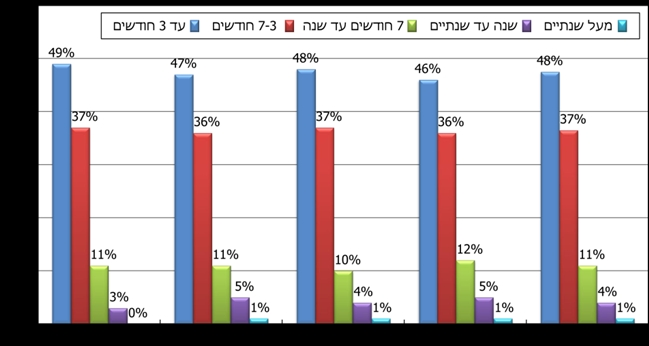 עד 3 חודשים 7-3 חודשים 7 חודשים עד שנה שנה עד שנתיים מעל שנתיים
49% 37% 11% 3% 0%
47% 36% 11% 5% 1%
48% 37% 10% 4% 1%
46% 36% 12% 5% 1%
48% 37% 11% 4% 1%